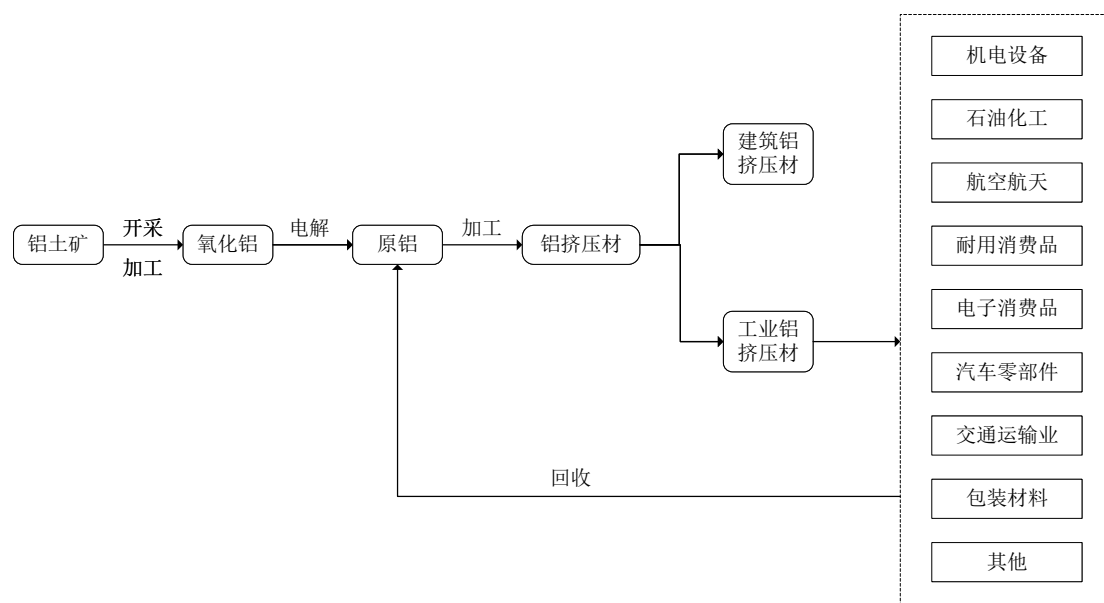 铝土矿
开采
加工
氧化铝
电解
原铝
加工
铝挤压材
建筑铝
挤压材
工业铝
挤压材
回收
机电设备
石油化工
航空航天
耐用消费品
电子消费品
汽车零部件
交通运输业
包装材料
其他